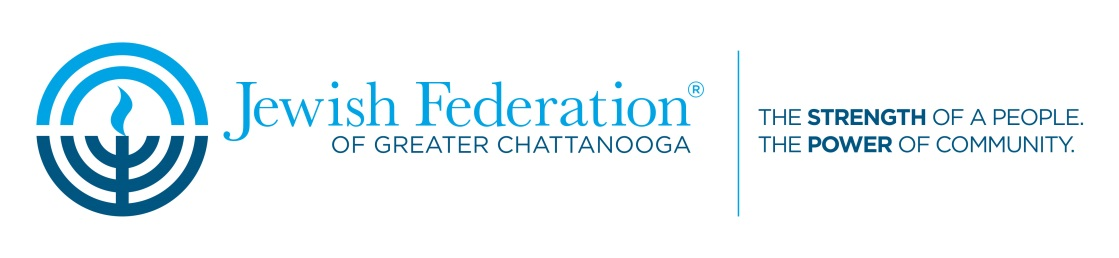 Jewish Federation®
OF GREATER CHATTANOOGA
THE STRENGTH OF A PEOPLE.
THE POWER OF COMMUNITY.